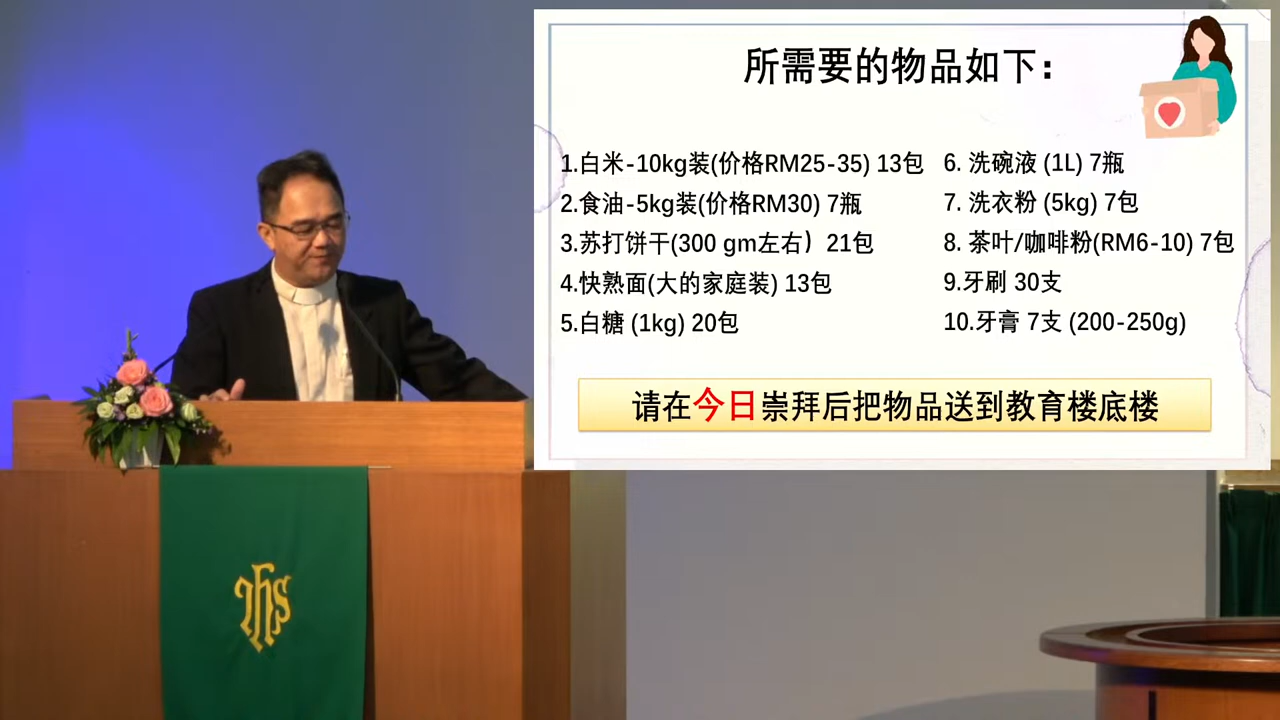 所需要的物品如下：
1.白米-10kg装(价格RM25-35) 13包
2.食油-5kg装(价格RM30) 7瓶
3.苏打饼干(300 gm左右）21包
4.快熟面(大的家庭装) 13包
5.白糖 (1kg) 20包
6. 洗碗液 (1L) 7瓶
7. 洗衣粉 (5kg) 7包
8. 茶叶/咖啡粉(RM6-10) 7包
9.牙刷 30支
10.牙膏 7支 (200-250g)
请在今日崇拜后把物品送到教育楼底楼
IHS